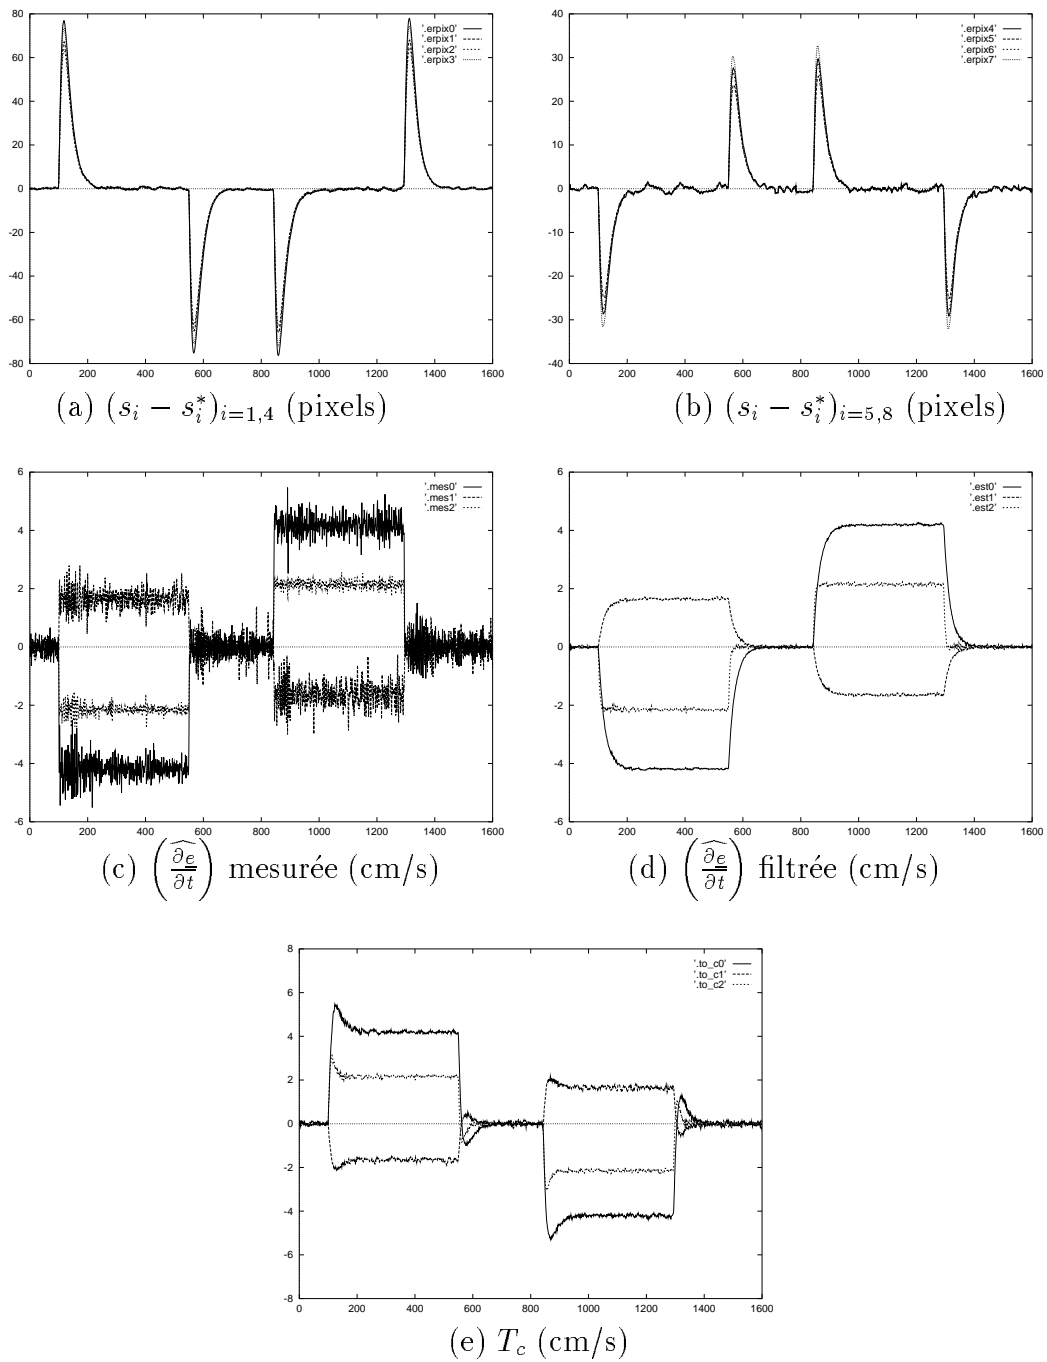 80
60
40
20
0
-20
-40
-60
-80
0 200 400 600 800 1000 1200 1400 1600
'.erpix0'
'.erpix1'
'.erpix2'
'.erpix3'
(a) (s_i − s_i^*)_{i=1,4} (pixels)
40
30
20
10
0
-10
-20
-30
-40
0 200 400 600 800 1000 1200 1400 1600
'.erpix4'
'.erpix5'
'.erpix6'
'.erpix7'
(b) (s_i − s_i^*)_{i=5,8} (pixels)
6
4
2
0
-2
-4
-6
0 200 400 600 800 1000 1200 1400 1600
'.mes0'
'.mes1'
'.mes2'
(c) (\widehat{∂e/∂t}) mesurée (cm/s)
6
4
2
0
-2
-4
-6
0 200 400 600 800 1000 1200 1400 1600
'.est0'
'.est1'
'.est2'
(d) (\widehat{∂e/∂t}) filtrée (cm/s)
8
6
4
2
0
-2
-4
-6
-8
0 200 400 600 800 1000 1200 1400 1600
'.to_c0'
'.to_c1'
'.to_c2'
(e) T_c (cm/s)